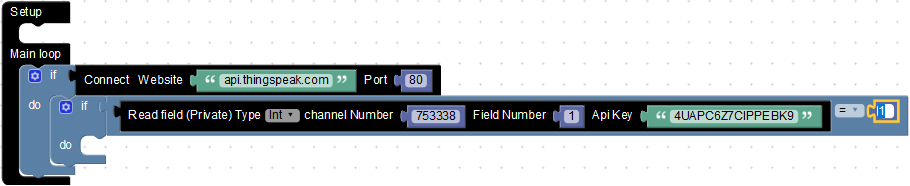 Setup
Main loop
if Connect Website “ api.thingspeak.com ” Port 80
do if Read field (Private) Type Int channel Number 753338 Field Number 1 Api Key “ 4UAPC6Z7CIPPEBK9 ” = 1
do